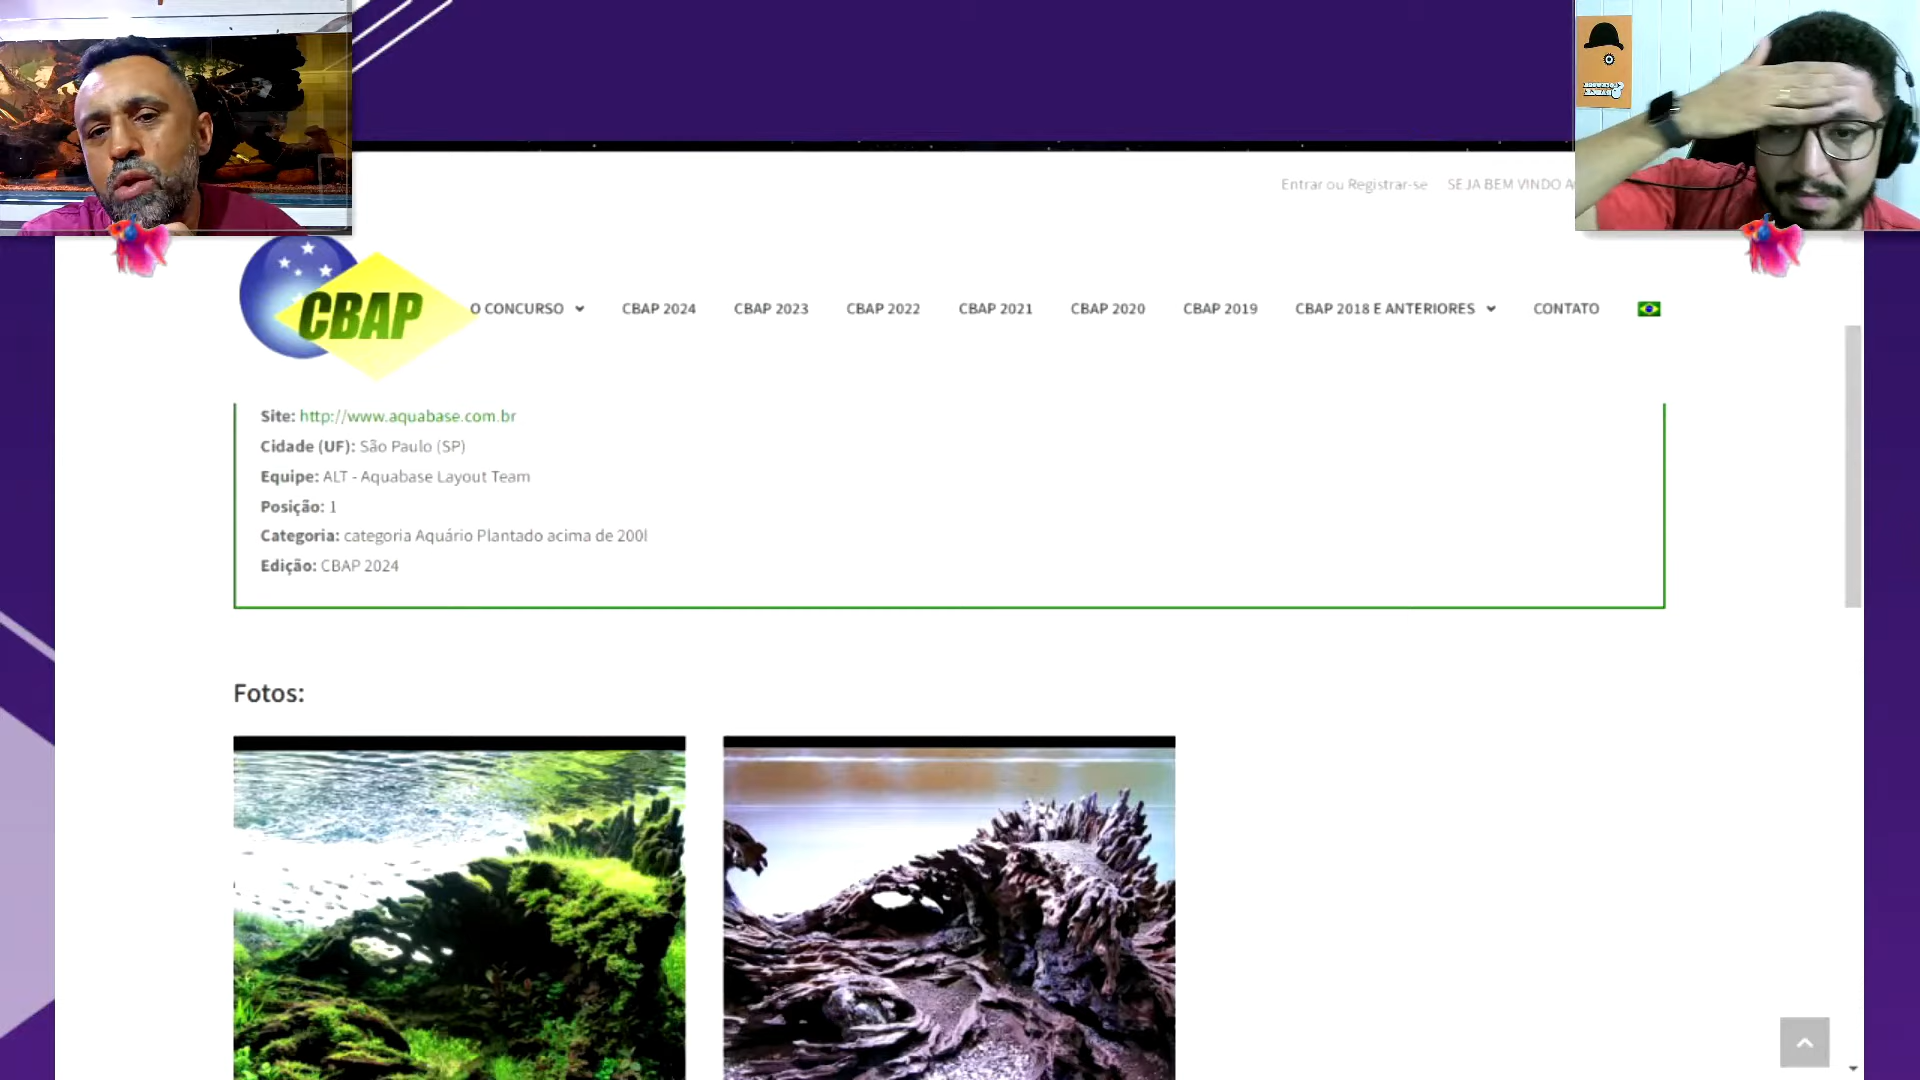 Entrar ou Registrar-se SEJA BEM VINDO A
CBAP
O CONCURSO CBAP 2024 CBAP 2023 CBAP 2022 CBAP 2021 CBAP 2020 CBAP 2019 CBAP 2018 E ANTERIORES CONTATO
Site: http://www.aquabase.com.br
Cidade (UF): São Paulo (SP)
Equipe: ALT - Aquabase Layout Team
Posição: 1
Categoria: categoria Aquário Plantado acima de 200l
Edição: CBAP 2024
Fotos: